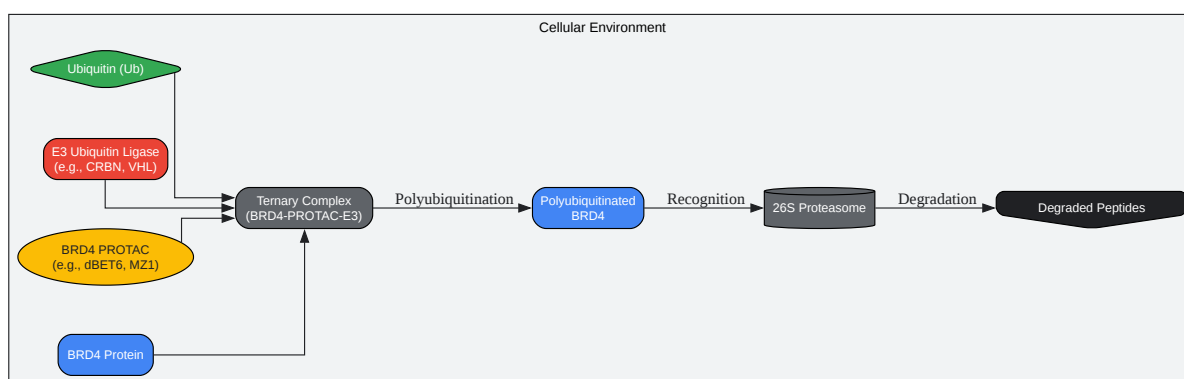 Cellular Environment
Ubiquitin (Ub)
E3 Ubiquitin Ligase
(e.g., CRBN, VHL)
BRD4 PROTAC
(e.g., dBET6, MZ1)
BRD4 Protein
Ternary Complex
(BRD4-PROTAC-E3)
Polyubiquitination
Polyubiquitinated
BRD4
Recognition
26S Proteasome
Degradation
Degraded Peptides